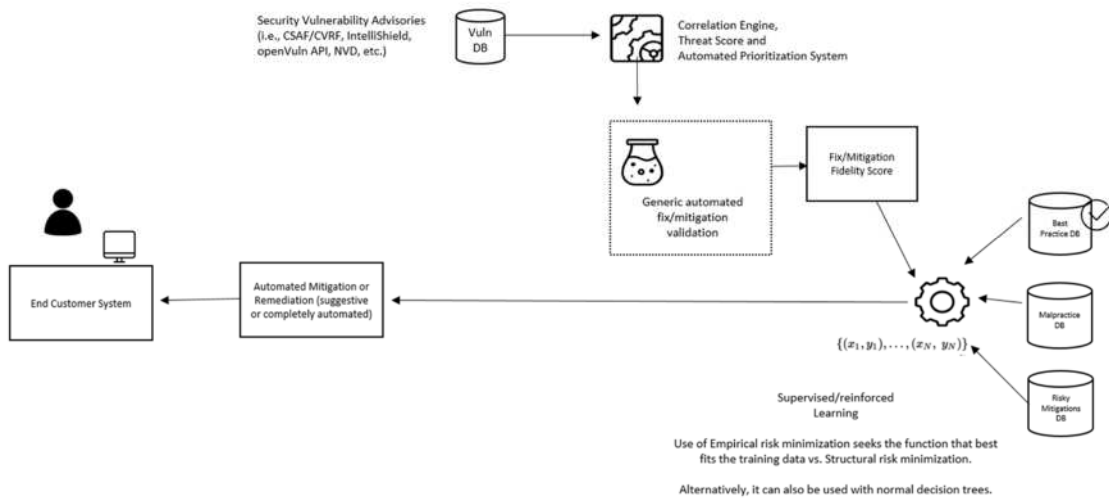 Security Vulnerability Advisories
(i.e., CSAF/CVRF, IntelliShield,
openVuln API, NVD, etc.)
Vuln
DB
Correlation Engine,
Threat Score and
Automated Prioritization System
Generic automated
fix/mitigation
validation
Fix/Mitigation
Fidelity Score
Best
Practice DB
End Customer System
Automated Mitigation or
Remediation (suggestive
or completely automated)
Malpractice
DB
{(x₁, y₁), . . . , (x_N, y_N)}
Risky
Mitigations
DB
Supervised/reinforced
Learning
Use of Empirical risk minimization seeks the function that best
fits the training data vs. Structural risk minimization.
Alternatively, it can also be used with normal decision trees.